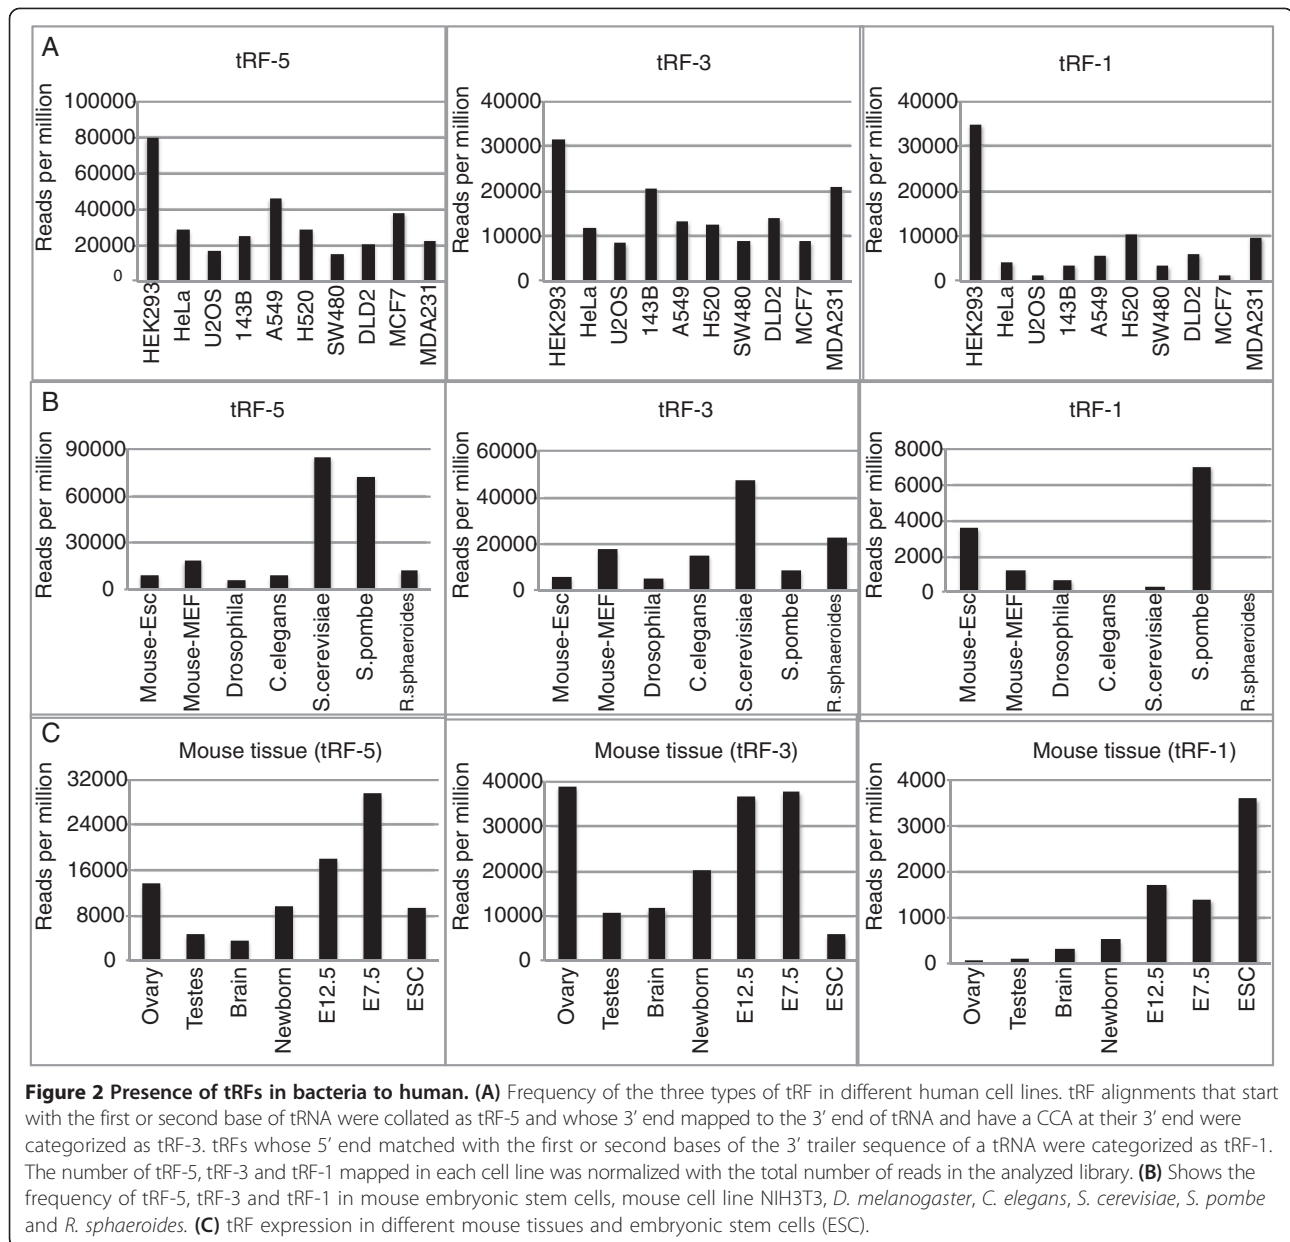 A
tRF-5
Reads per million
100000
80000
60000
40000
20000
0
HEK293
HeLa
U2OS
143B
A549
H520
SW480
DLD2
MCF7
MDA231
tRF-3
Reads per million
40000
30000
20000
10000
0
HEK293
HeLa
U2OS
143B
A549
H520
SW480
DLD2
MCF7
MDA231
tRF-1
Reads per million
40000
30000
20000
10000
0
HEK293
HeLa
U2OS
143B
A549
H520
SW480
DLD2
MCF7
MDA231
B
tRF-5
Reads per million
90000
60000
30000
0
Mouse-Esc
Mouse-MEF
Drosophila
C.elegans
S.cerevisiae
S.pombe
R.sphaeroides
tRF-3
Reads per million
60000
40000
20000
0
Mouse-Esc
Mouse-MEF
Drosophila
C.elegans
S.cerevisiae
S.pombe
R.sphaeroides
tRF-1
Reads per million
8000
6000
4000
2000
0
Mouse-Esc
Mouse-MEF
Drosophila
C.elegans
S.cerevisiae
S.pombe
R.sphaeroides
C
Mouse tissue (tRF-5)
Reads per million
32000
24000
16000
8000
0
Ovary
Testes
Brain
Newborn
E12.5
E7.5
ESC
Mouse tissue (tRF-3)
Reads per million
40000
30000
20000
10000
0
Ovary
Testes
Brain
Newborn
E12.5
E7.5
ESC
Mouse tissue (tRF-1)
Reads per million
4000
3000
2000
1000
0
Ovary
Testes
Brain
Newborn
E12.5
E7.5
ESC
Figure 2 Presence of tRFs in bacteria to human. (A) Frequency of the three types of tRF in different human cell lines. tRF alignments that start
with the first or second base of tRNA were collated as tRF-5 and whose 3′ end mapped to the 3′ end of tRNA and have a CCA at their 3′ end were
categorized as tRF-3. tRFs whose 5′ end matched with the first or second bases of the 3′ trailer sequence of a tRNA were categorized as tRF-1.
The number of tRF-5, tRF-3 and tRF-1 mapped in each cell line was normalized with the total number of reads in the analyzed library. (B) Shows the
frequency of tRF-5, tRF-3 and tRF-1 in mouse embryonic stem cells, mouse cell line NIH3T3, D. melanogaster, C. elegans, S. cerevisiae, S. pombe
and R. sphaeroides. (C) tRF expression in different mouse tissues and embryonic stem cells (ESC).